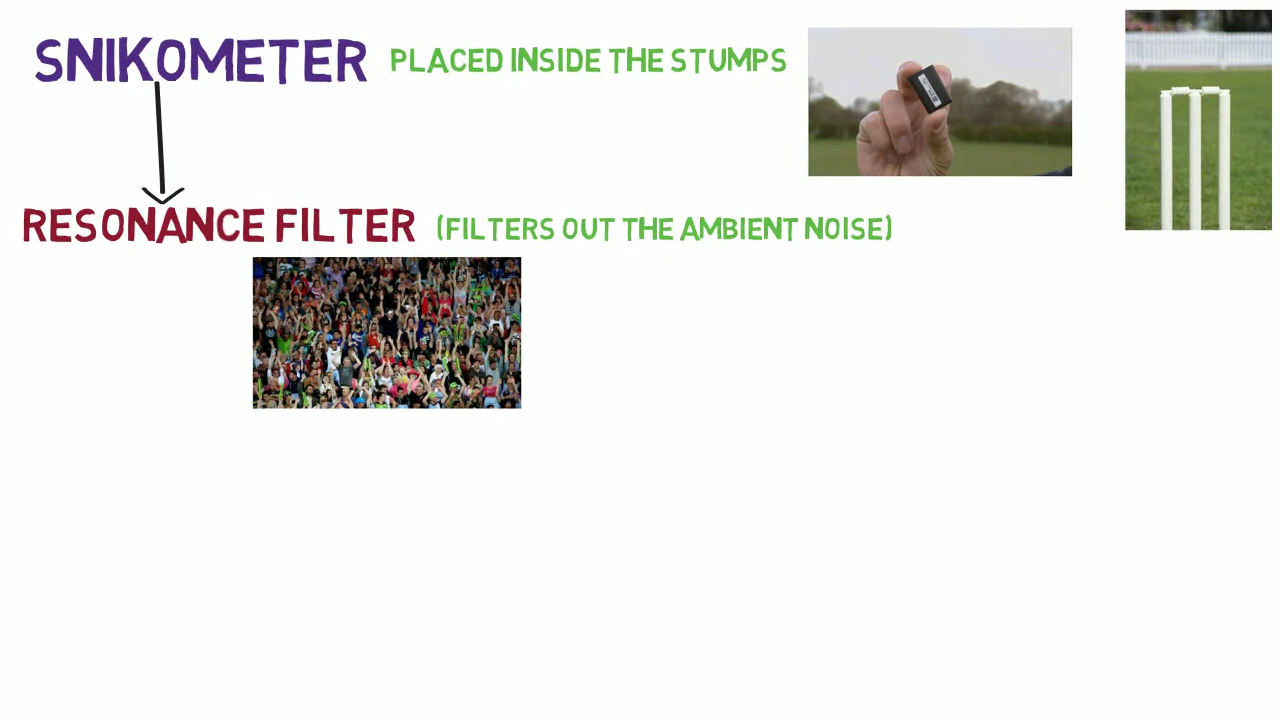 SNIKOMETER PLACED INSIDE THE STUMPS
RESONANCE FILTER (FILTERS OUT THE AMBIENT NOISE)